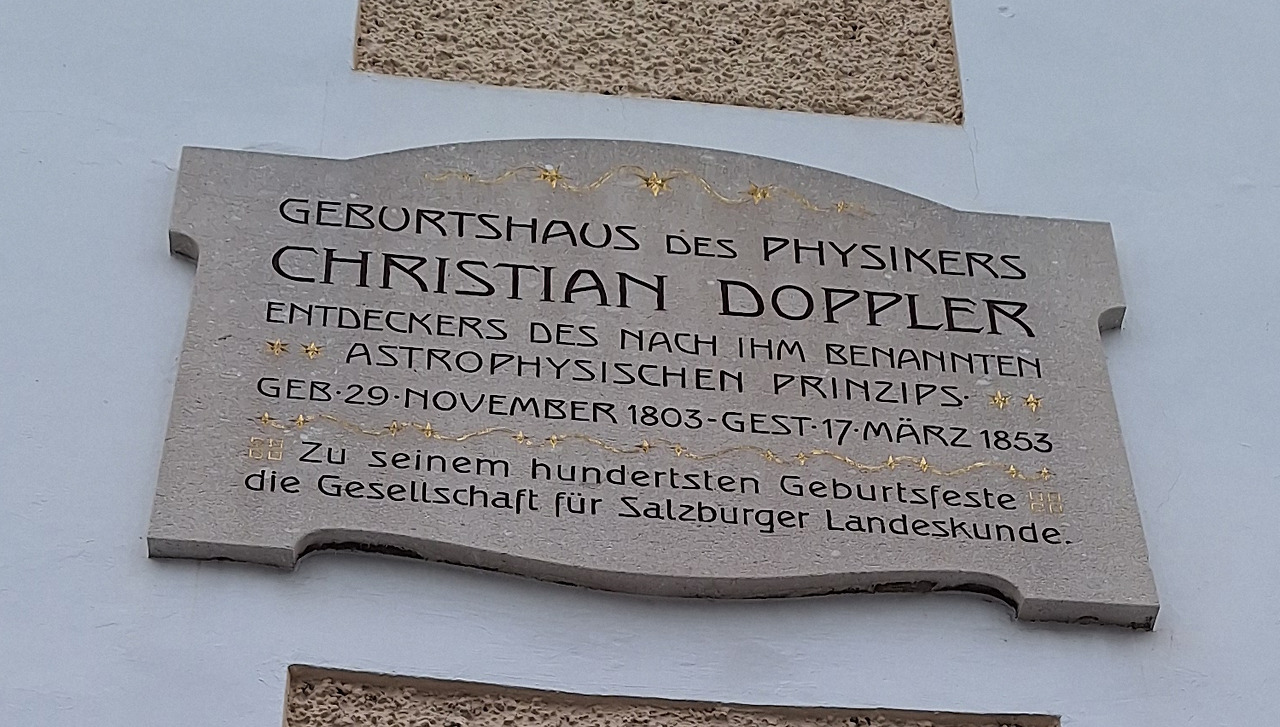 GEBURTSHAUS DES PHYSIKERS
CHRISTIAN DOPPLER
ENTDECKERS DES NACH IHM BENANNTEN
ASTROPHYSISCHEN PRINZIPS·
GEB·29·NOVEMBER 1803-GEST·17·MÄRZ 1853
Zu seinem hundertsten Geburtsfeste
die Gesellschaft für Salzburger Landeskunde.